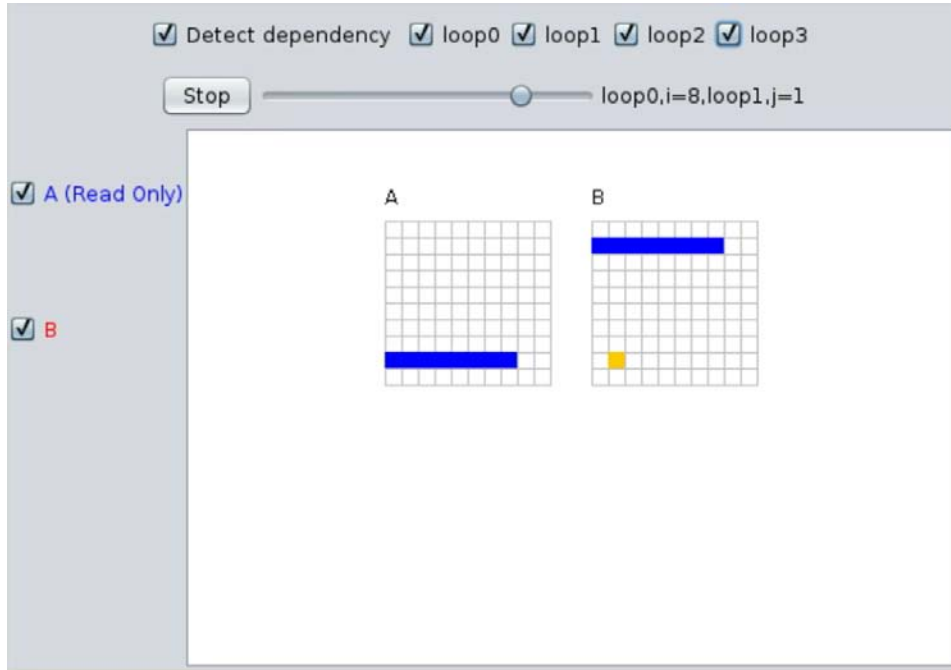 Detect dependency loop0 loop1 loop2 loop3
Stop loop0,i=8,loop1,j=1
A (Read Only)
A B
B